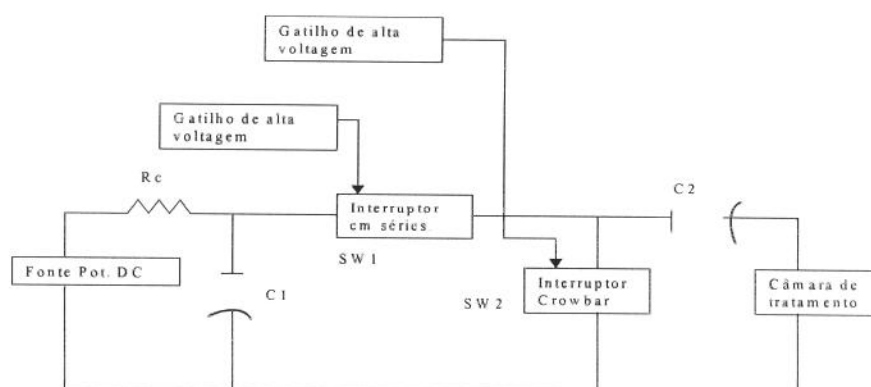 Gatilho de alta
voltagem
Gatilho de alta
voltagem
Rc
C2
Interruptor
em séries
SW1
Fonte Pot. DC
C1
SW2
Interruptor
Crowbar
Câmara de
tratamento